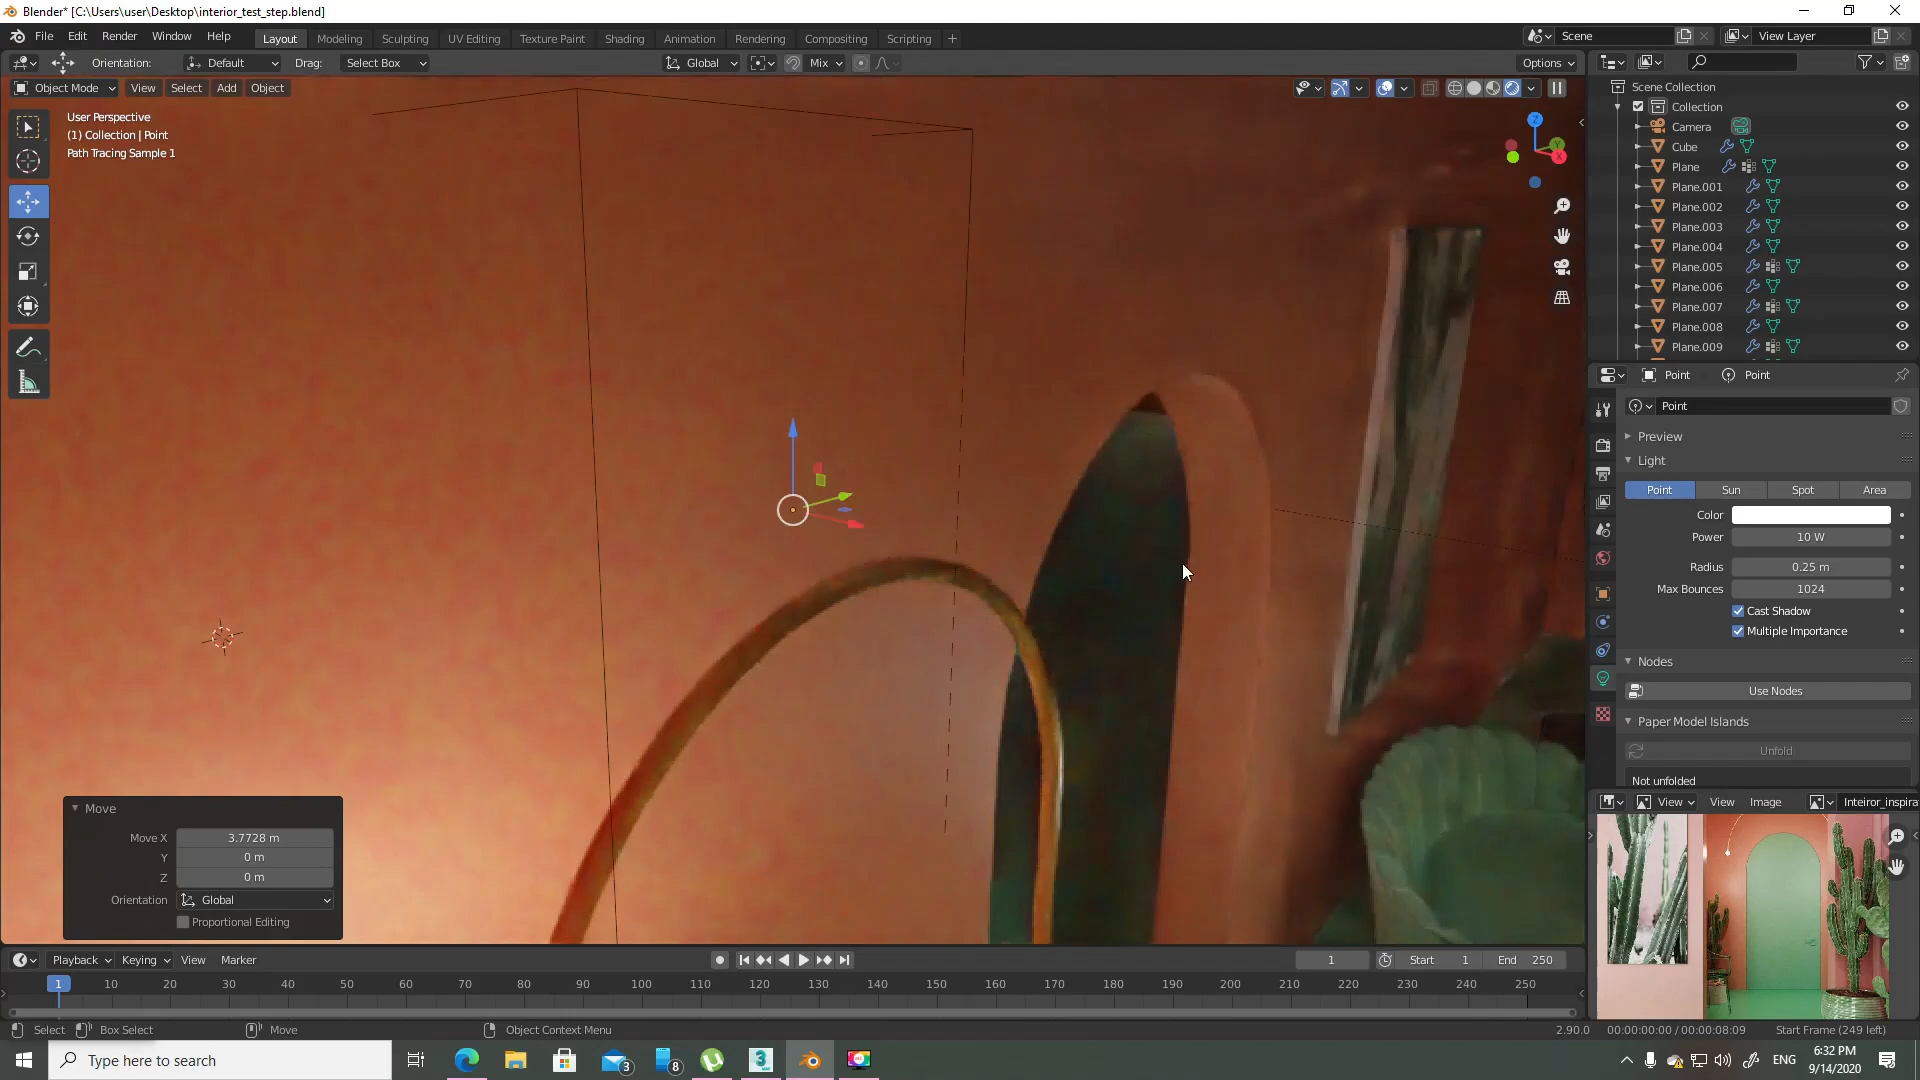 Blender* [C:\Users\user\Desktop\interior_test_step.blend]
File Edit Render Window Help
Layout Modeling Sculpting UV Editing Texture Paint Shading Animation Rendering Compositing Scripting +
Scene View Layer
Orientation: Default Drag: Select Box Global Mix Options
Object Mode View Select Add Object
User Perspective
(1) Collection | Point
Path Tracing Sample 1
Z
Y
X
Scene Collection
Collection
Camera
Cube
Plane
Plane.001
Plane.002
Plane.003
Plane.004
Plane.005
Plane.006
Plane.007
Plane.008
Plane.009
Point Point
Point
Preview
Light
Point Sun Spot Area
Color
Power 10 W
Radius 0.25 m
Max Bounces 1024
Cast Shadow
Multiple Importance
Nodes
Use Nodes
Paper Model Islands
Unfold
Not unfolded
View View Image Inteiror_inspira
Move
Move X 3.7728 m
Y 0 m
Z 0 m
Orientation Global
Proportional Editing
Playback Keying View Marker 1 Start 1 End 250
1 10 20 30 40 50 60 70 80 90 100 110 120 130 140 150 160 170 180 190 200 210 220 230 240 250
Select Box Select Move Object Context Menu 2.90.0 00:00:00:00 / 00:00:08:09 Start Frame (249 left)
Type here to search 3 8 3 ENG 6:32 PM
9/14/2020